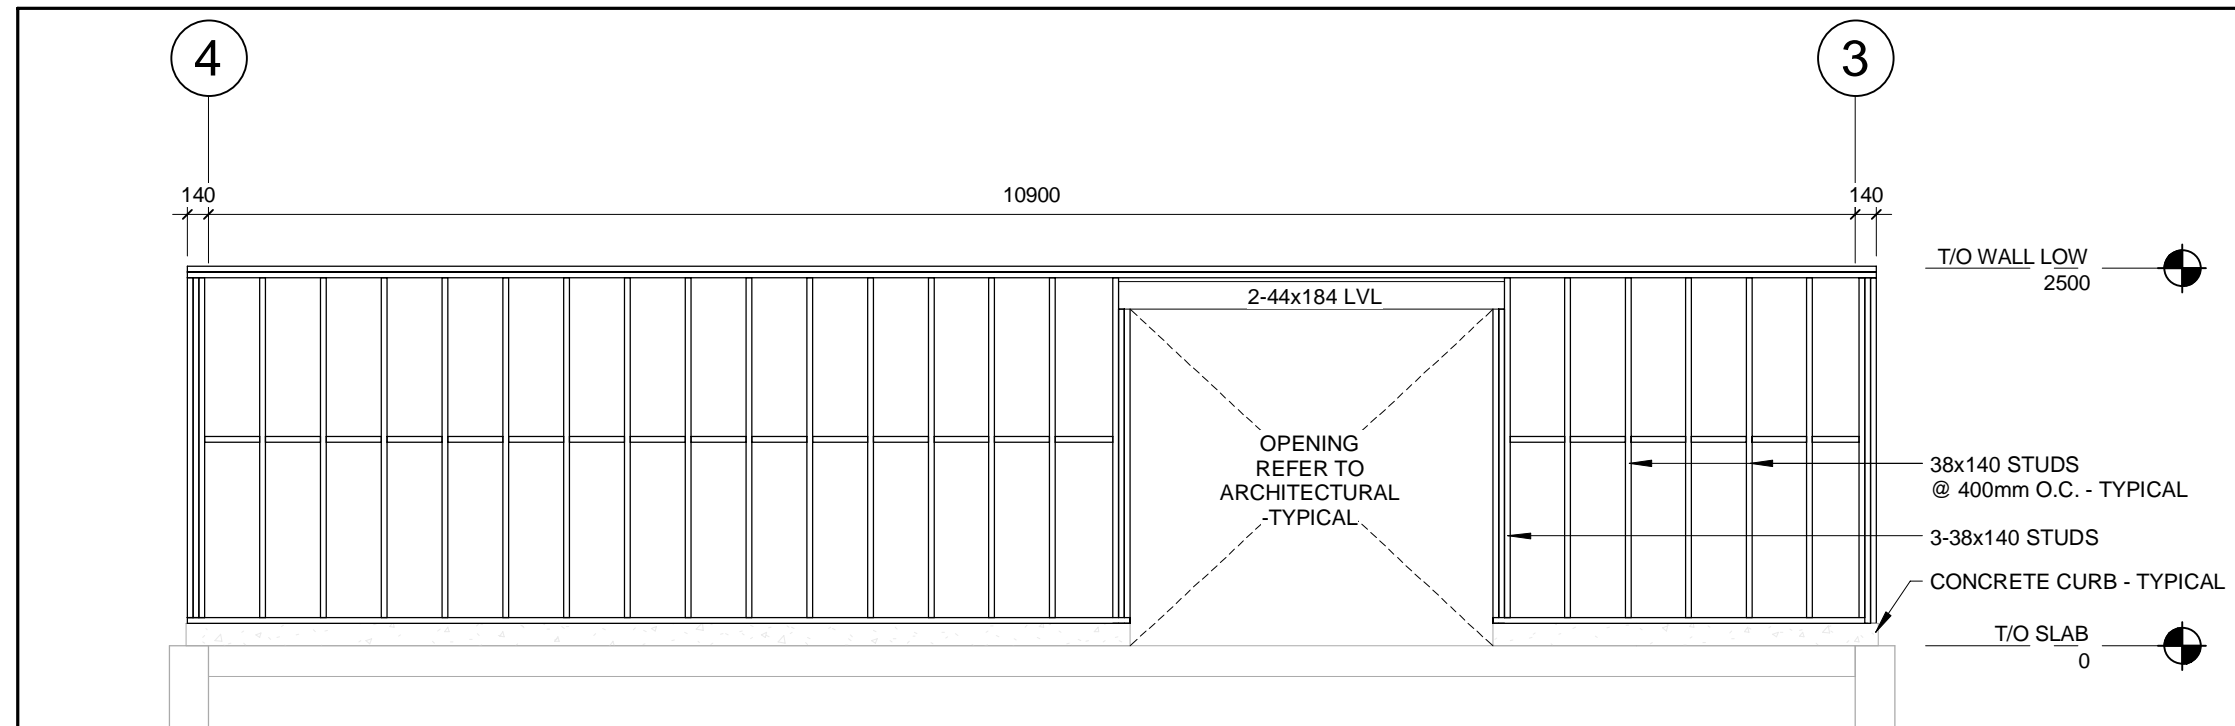 4
3
140
10900
140
T/O WALL LOW
2500
2-44x184 LVL
OPENING
REFER TO
ARCHITECTURAL
-TYPICAL
38x140 STUDS
@ 400mm O.C. - TYPICAL
3-38x140 STUDS
CONCRETE CURB - TYPICAL
T/O SLAB
0